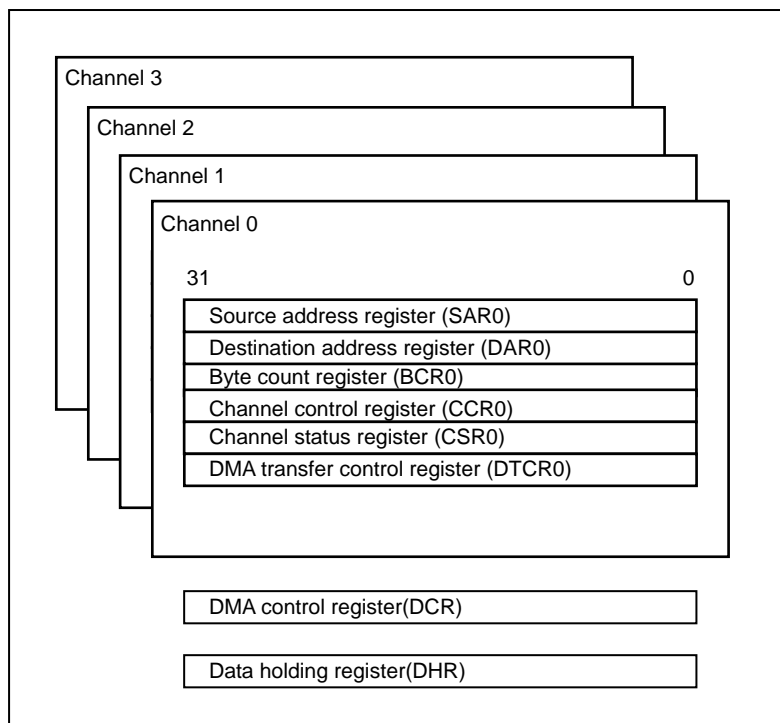 Channel 3
Channel 2
Channel 1
Channel 0
31 0
Source address register (SAR0)
Destination address register (DAR0)
Byte count register (BCR0)
Channel control register (CCR0)
Channel status register (CSR0)
DMA transfer control register (DTCR0)
DMA control register(DCR)
Data holding register(DHR)